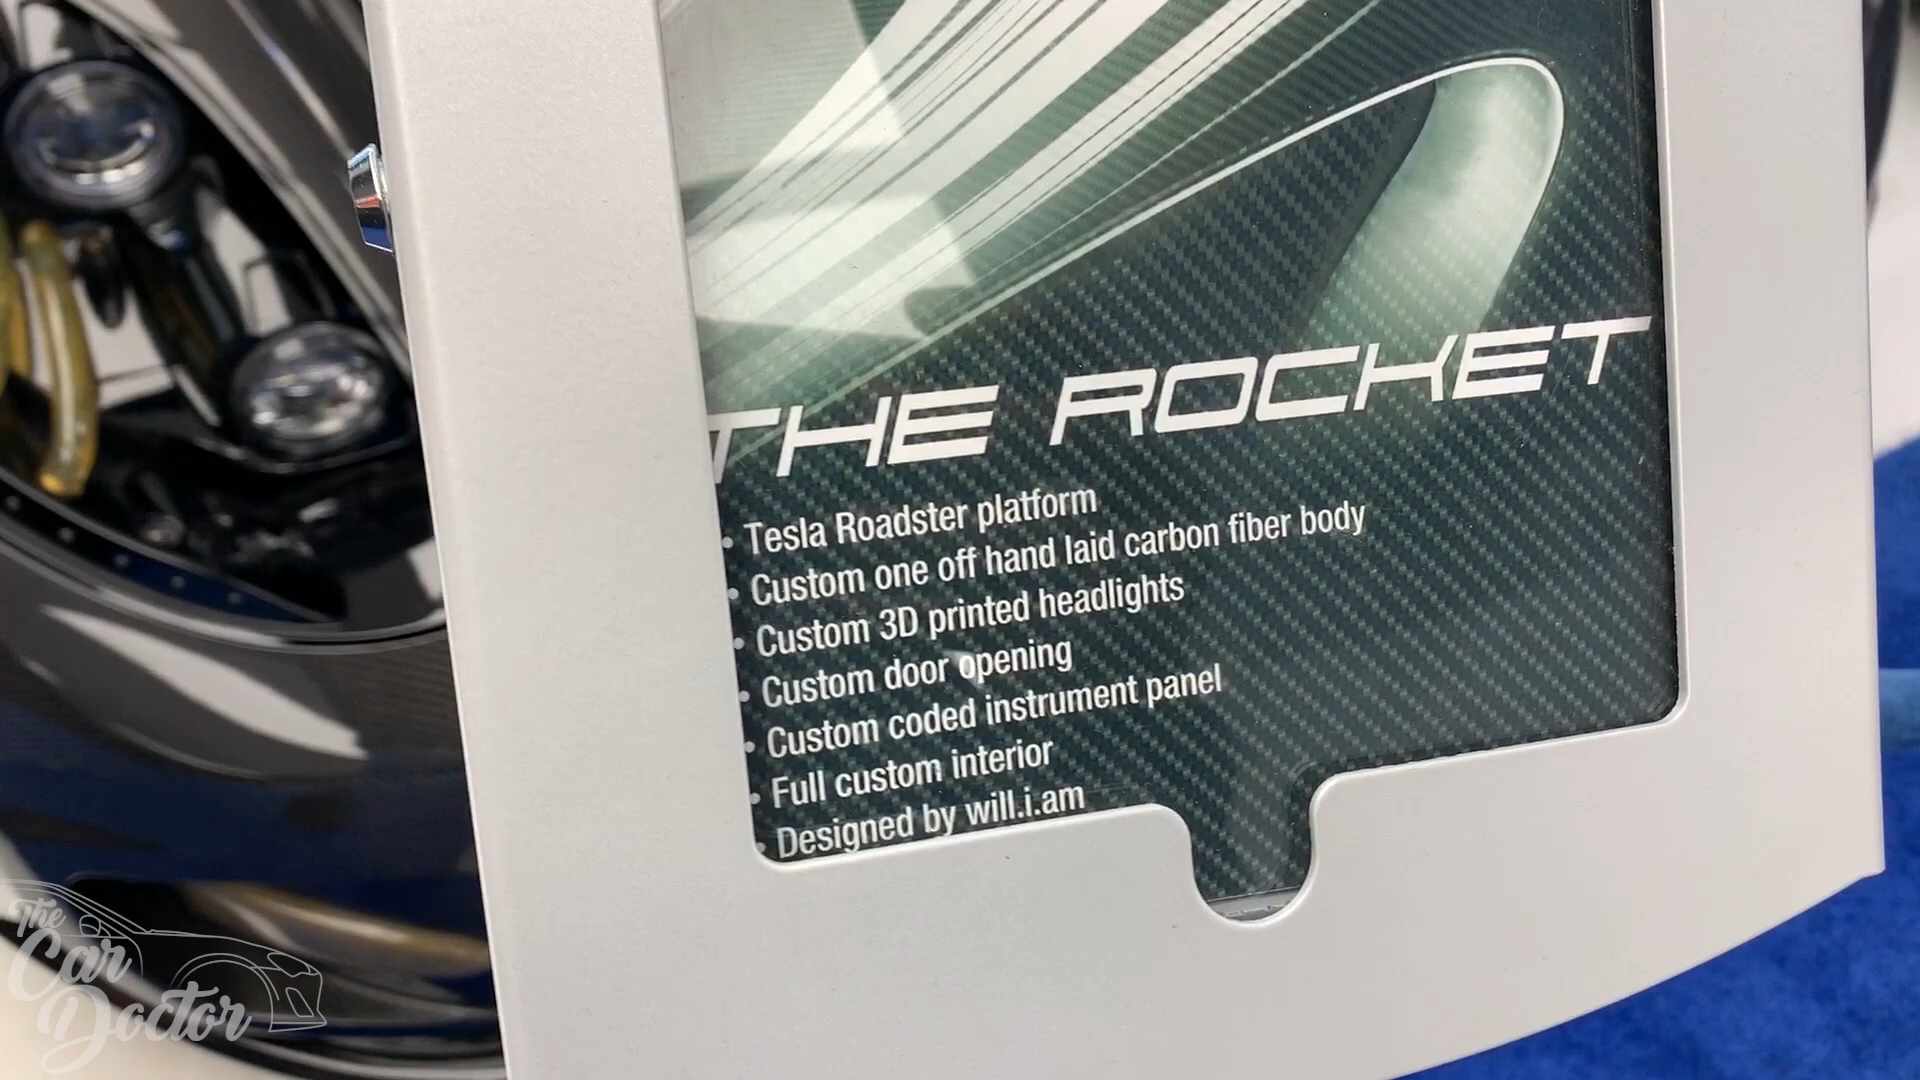 THE ROCKET
• Tesla Roadster platform
• Custom one off hand laid carbon fiber body
• Custom 3D printed headlights
• Custom door opening
• Custom coded instrument panel
• Full custom interior
• Designed by will.i.am
The
Car
Doctor